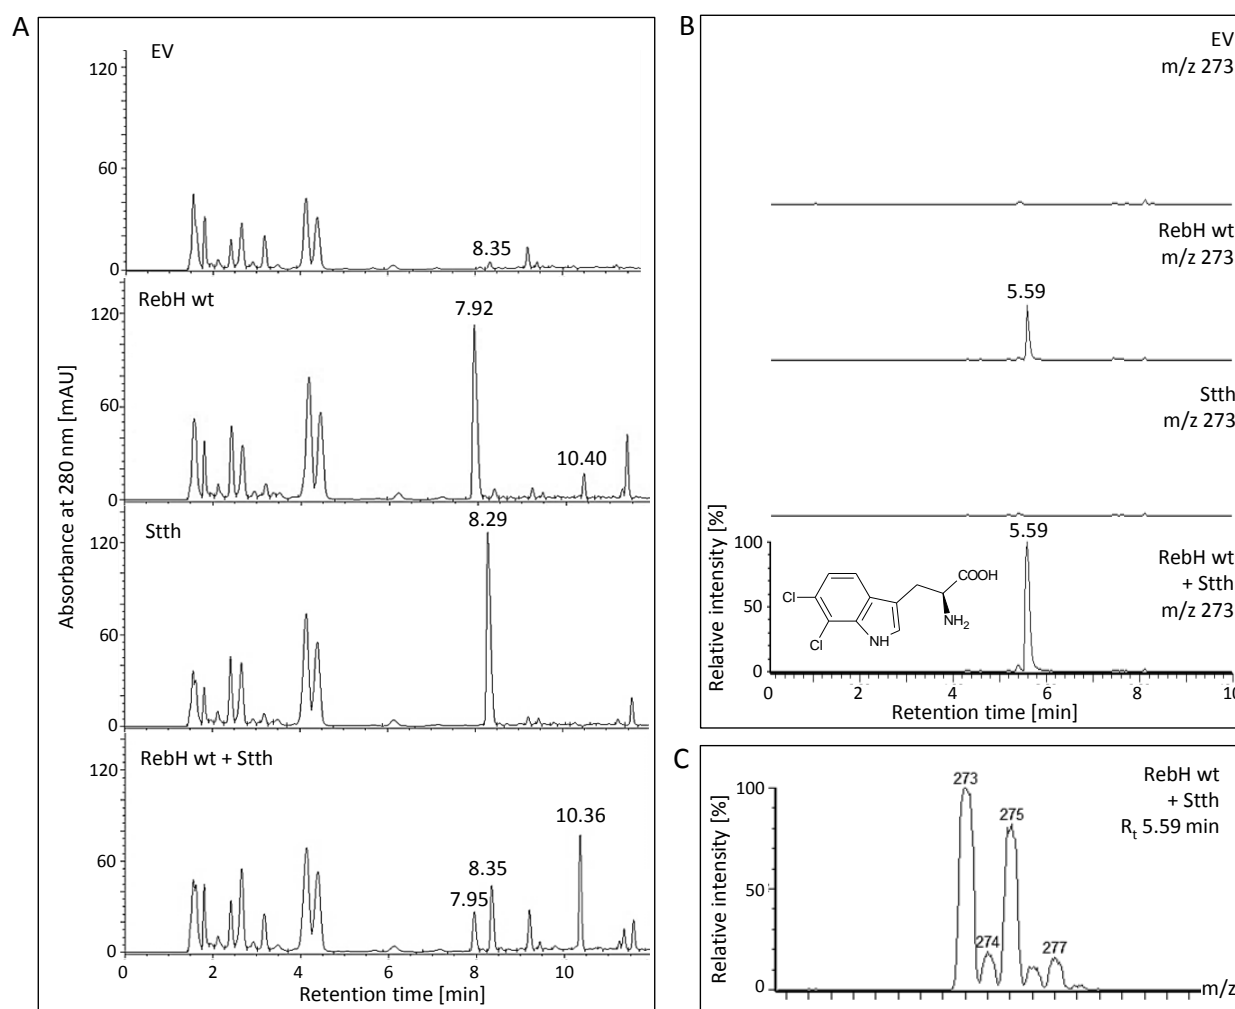 A
EV
120
60
0
8.35
RebH wt
120
60
0
7.92
10.40
Stth
120
60
0
8.29
RebH wt + Stth
120
60
0
7.95
8.35
10.36
0
2
4
6
8
10
Retention time [min]
Absorbance at 280 nm [mAU]
B
EV
m/z 273
RebH wt
m/z 273
5.59
Stth
m/z 273
5.59
RebH wt
+ Stth
m/z 273
100
50
0
Cl
Cl
NH
NH2
COOH
0
2
4
6
8
10
Retention time [min]
Relative intensity [%]
C
RebH wt
+ Stth
Rt 5.59 min
100
50
0
273
274
275
277
m/z
Relative intensity [%]